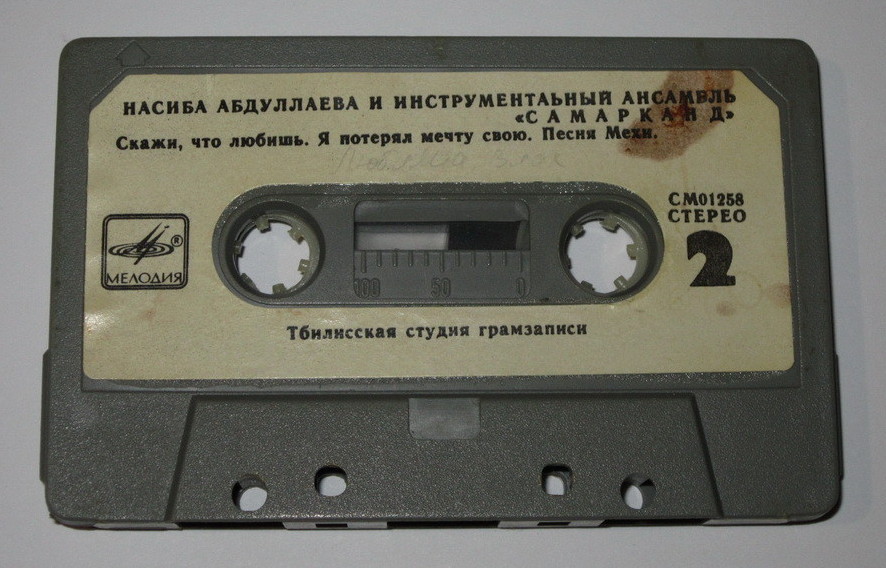 НАСИБА АБДУЛЛАЕВА И ИНСТРУМЕНТАЬНЫЙ АНСАМБЛЬ
«САМАРКАНД»
Скажи, что любишь. Я потерял мечту свою. Песня Мехи.
СМ01258
СТЕРЕО
2
®
МЕЛОДИЯ
100 50 0
Тбилисская студия грамзаписи